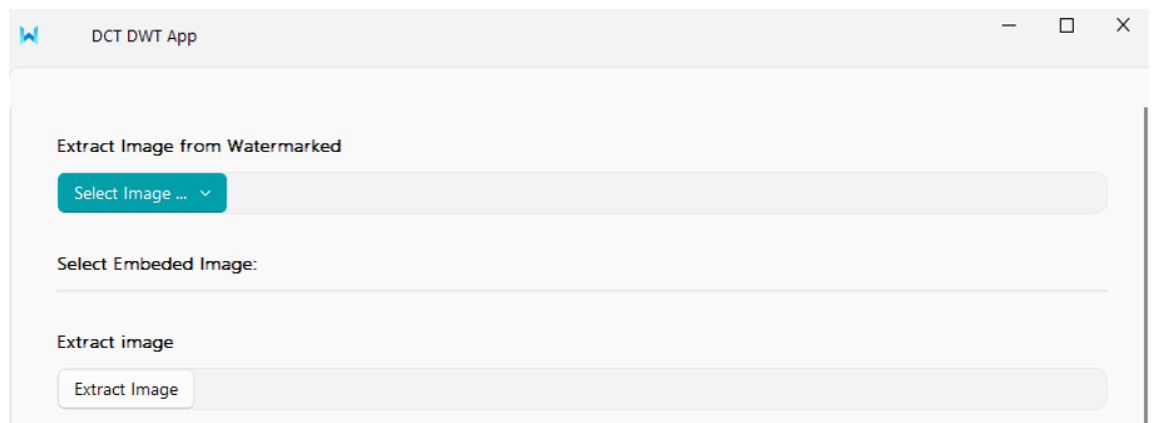 DCT DWT App
Extract Image from Watermarked
Select Image ...
Select Embeded Image:
Extract image
Extract Image